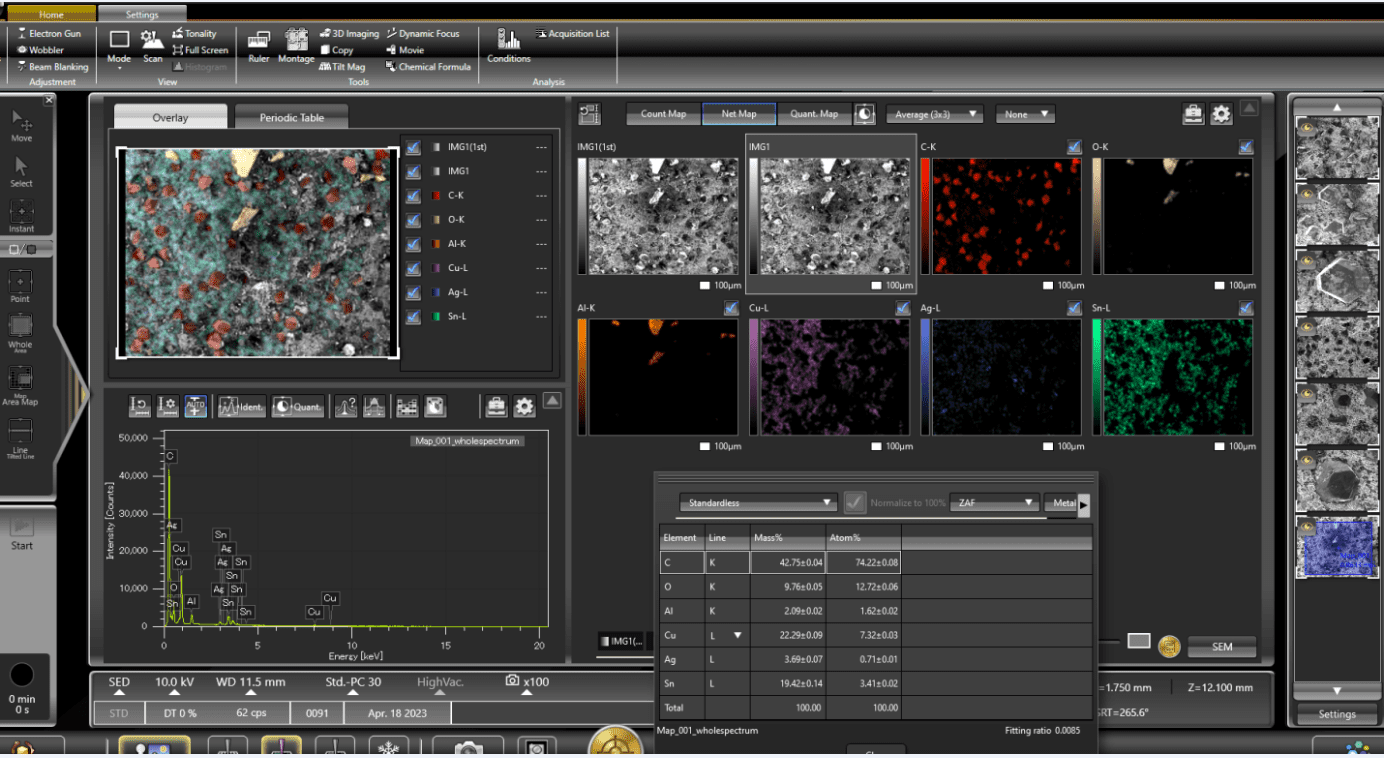 Home Settings
Electron Gun
Wobbler
Beam Blanking
Adjustment
Mode
Scan
Tonality
Full Screen
Histogram
View
Ruler
Montage
3D Imaging
Copy
Tilt Mag
Dynamic Focus
Movie
Chemical Formula
Tools
Conditions
Acquisition List
Analysis
Move
Select
Instant
Point
Whole
Area
Map
Area Map
Line
Tilted Line
Start
0 min
0 s
Overlay Periodic Table
IMG1(1st) ---
IMG1 ---
C-K ---
O-K ---
Al-K ---
Cu-L ---
Ag-L ---
Sn-L ---
Count Map Net Map Quant. Map Average (3x3) None
IMG1(1st) IMG1 C-K O-K
100μm 100μm 100μm 100μm
Al-K Cu-L Ag-L Sn-L
100μm 100μm 100μm 100μm
AUTO Ident. Quant.
Map_001_wholespectrum
Intensity [Counts]
50,000
40,000
30,000
20,000
10,000
0
C
Ag
Cu
Cu
O
Sn
Al
Sn
Ag
Ag Sn
Sn
Ag Sn
Sn
Sn
Cu
Cu
0 5 10 15 20
Energy [keV]
Standardless Normalize to 100% ZAF Metal
Element Line Mass% Atom%
C K 42.75±0.04 74.22±0.08
O K 9.76±0.05 12.72±0.06
Al K 2.09±0.02 1.62±0.02
Cu L 22.29±0.09 7.32±0.03
Ag L 3.69±0.07 0.71±0.01
Sn L 19.42±0.14 3.41±0.02
Total 100.00 100.00
Map_001_wholespectrum Fitting ratio 0.0085
IMG1(...
SEM
SED 10.0 kV WD 11.5 mm Std.-PC 30 HighVac. x100
STD DT 0 % 62 cps 0091 Apr. 18 2023
=1.750 mm Z=12.100 mm
RT=265.6°
Settings